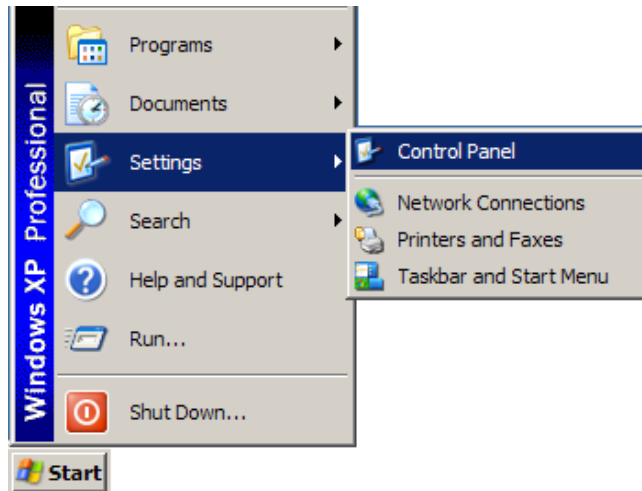 Windows XP Professional
Programs
Documents
Settings
Search
Help and Support
Run...
Shut Down...
Control Panel
Network Connections
Printers and Faxes
Taskbar and Start Menu
Start